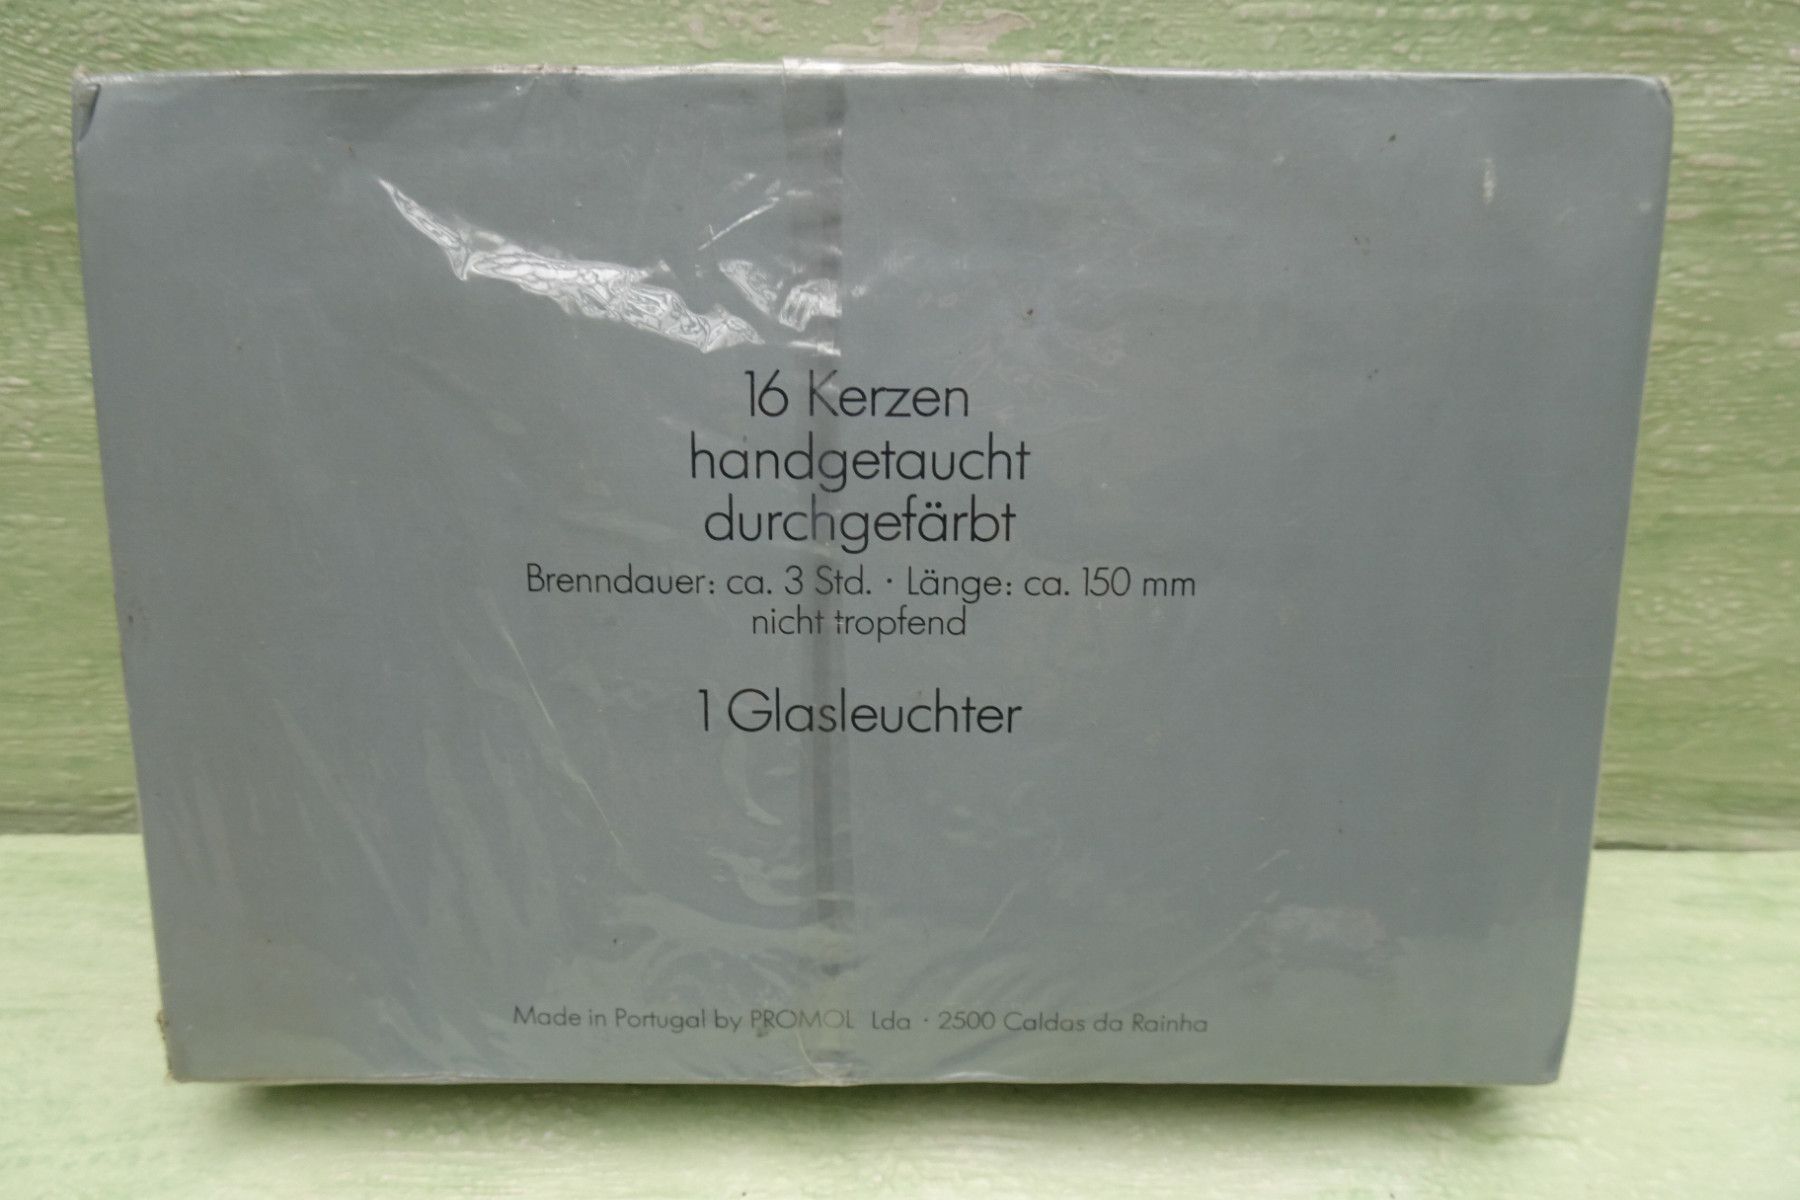 16 Kerzen
handgetaucht
durchgefärbt
Brenndauer: ca. 3 Std. · Länge: ca. 150 mm
nicht tropfend
1 Glasleuchter
Made in Portugal by PROMOL Lda · 2500 Caldas da Rainha